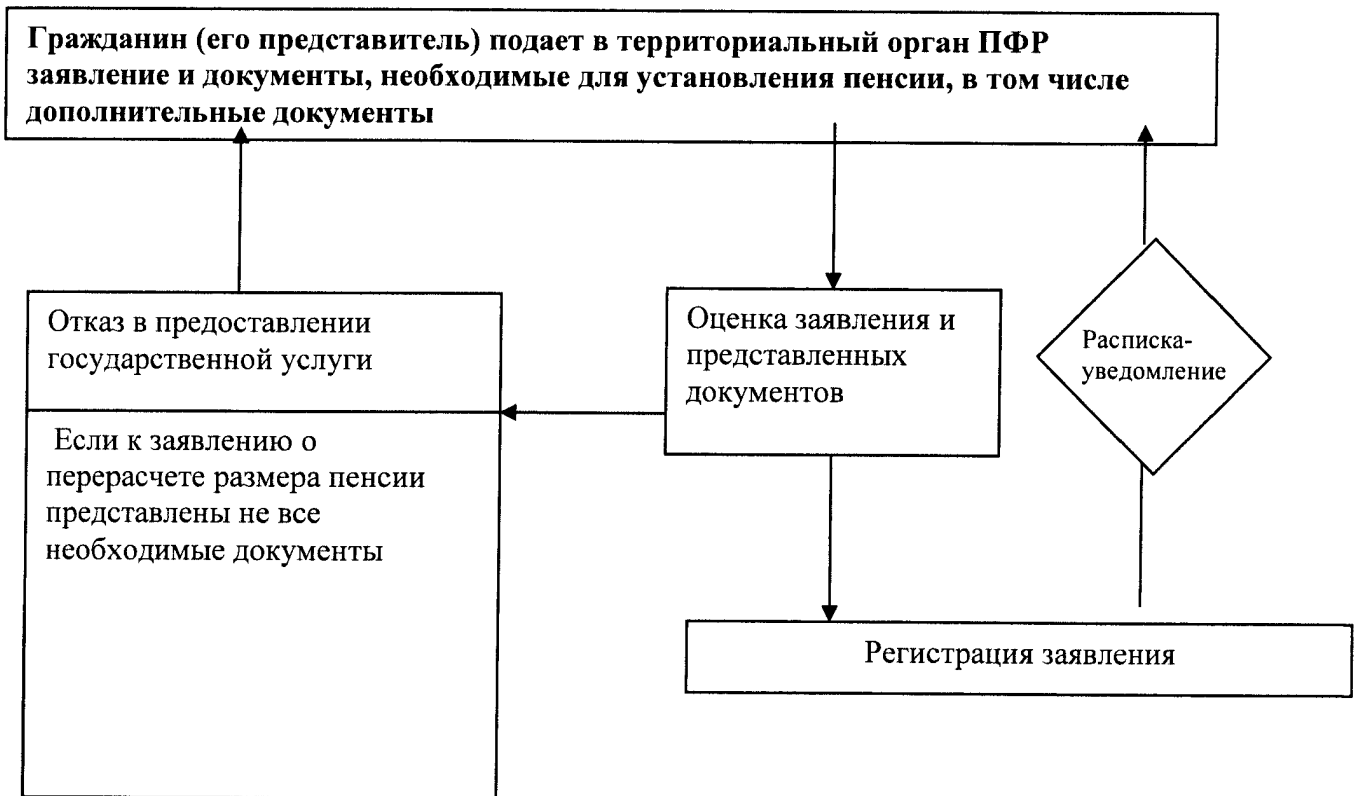 Гражданин (его представитель) подает в территориальный орган ПФР
заявление и документы, необходимые для установления пенсии, в том числе
дополнительные документы
Отказ в предоставлении
государственной услуги
Если к заявлению о
перерасчете размера пенсии
представлены не все
необходимые документы
Оценка заявления и
представленных
документов
Расписка-
уведомление
Регистрация заявления